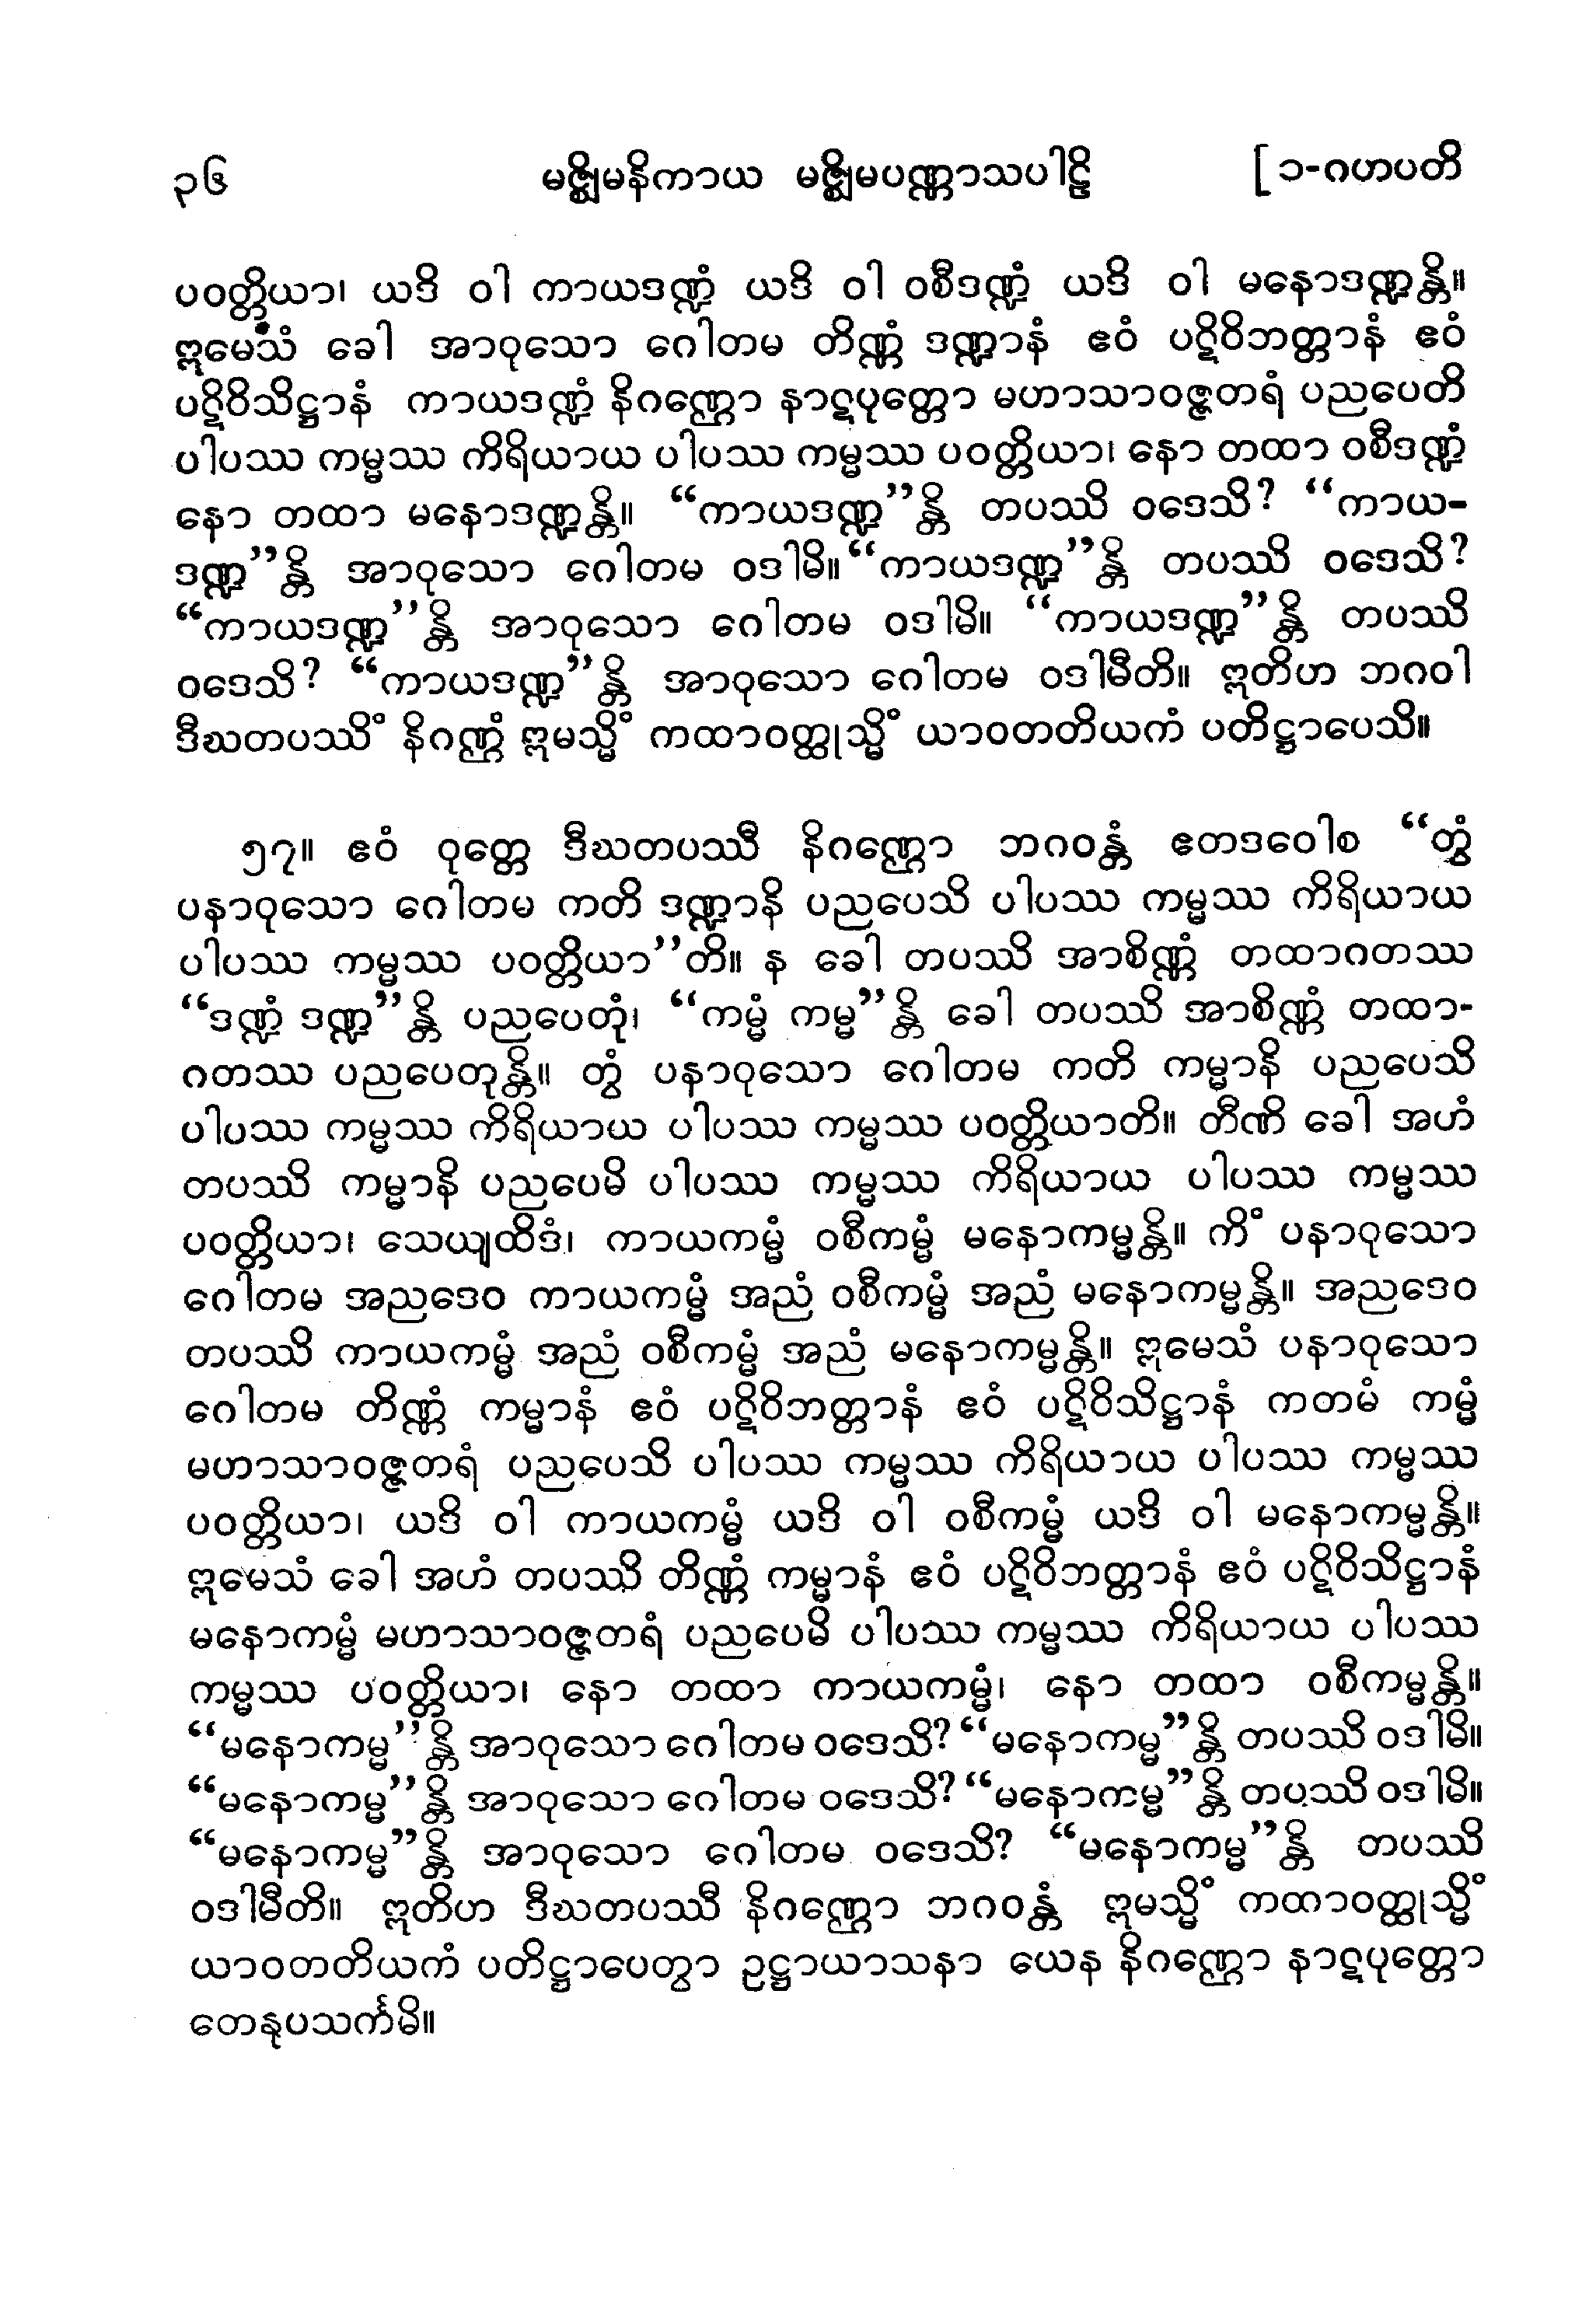 ၃၆ မဇ္ဈိမနိကာယ မဇ္ဈိမပဏ္ဏာသပါဠိ [ ၁-ဂဟပတိ
ပဝတ္တိယာ၊ ယဒိ ဝါ ကာယဒဏ္ဍံ ယဒိ ဝါ ဝစီဒဏ္ဍံ ယဒိ ဝါ မနောဒဏ္ဍန္တိ။
ဣမေသံ ခေါ အာဝုသော ဂေါတမ တိဏ္ဏံ ဒဏ္ဍာနံ ဧဝံ ပဋိဝိဘတ္တာနံ ဧဝံ
ပဋိဝိသိဋ္ဌာနံ ကာယဒဏ္ဍံ နိဂဏ္ဌော နာဋပုတ္တော မဟာသာဝဇ္ဇတရံ ပညပေတိ
ပါပဿ ကမ္မဿ ကိရိယာယ ပါပဿ ကမ္မဿ ပဝတ္တိယာ၊ နော တထာ ဝစီဒဏ္ဍံ
နော တထာ မနောဒဏ္ဍန္တိ။ “ကာယဒဏ္ဍ”န္တိ တပဿိ ဝဒေသိ? “ကာယ-
ဒဏ္ဍ”န္တိ အာဝုသော ဂေါတမ ဝဒါမိ။ “ကာယဒဏ္ဍ”န္တိ တပဿိ ဝဒေသိ?
“ကာယဒဏ္ဍ”န္တိ အာဝုသော ဂေါတမ ဝဒါမိ။ “ကာယဒဏ္ဍ”န္တိ တပဿိ
ဝဒေသိ? “ကာယဒဏ္ဍ”န္တိ အာဝုသော ဂေါတမ ဝဒါမီတိ။ ဣတိဟ ဘဂဝါ
ဒီဃတပဿိံ နိဂဏ္ဌံ ဣမသ္မိံ ကထာဝတ္ထုသ္မိံ ယာဝတတိယကံ ပတိဋ္ဌာပေသိ။
၅၇။ ဧဝံ ဝုတ္တေ ဒီဃတပဿီ နိဂဏ္ဌော ဘဂဝန္တံ ဧတဒဝေါစ “တွံ
ပနာဝုသော ဂေါတမ ကတိ ဒဏ္ဍာနိ ပညပေသိ ပါပဿ ကမ္မဿ ကိရိယာယ
ပါပဿ ကမ္မဿ ပဝတ္တိယာ”တိ။ န ခေါ တပဿိ အာစိဏ္ဏံ တထာဂတဿ
“ဒဏ္ဍံ ဒဏ္ဍ”န္တိ ပညပေတုံ၊ “ကမ္မံ ကမ္မ”န္တိ ခေါ တပဿိ အာစိဏ္ဏံ တထာ-
ဂတဿ ပညပေတုန္တိ။ တွံ ပနာဝုသော ဂေါတမ ကတိ ကမ္မာနိ ပညပေသိ
ပါပဿ ကမ္မဿ ကိရိယာယ ပါပဿ ကမ္မဿ ပဝတ္တိယာတိ။ တီဏိ ခေါ အဟံ
တပဿိ ကမ္မာနိ ပညပေမိ ပါပဿ ကမ္မဿ ကိရိယာယ ပါပဿ ကမ္မဿ
ပဝတ္တိယာ၊ သေယျထိဒံ၊ ကာယကမ္မံ ဝစီကမ္မံ မနောကမ္မန္တိ။ ကိံ ပနာဝုသော
ဂေါတမ အညဒေဝ ကာယကမ္မံ အညံ ဝစီကမ္မံ အညံ မနောကမ္မန္တိ။ အညဒေဝ
တပဿိ ကာယကမ္မံ အညံ ဝစီကမ္မံ အညံ မနောကမ္မန္တိ။ ဣမေသံ ပနာဝုသော
ဂေါတမ တိဏ္ဏံ ကမ္မာနံ ဧဝံ ပဋိဝိဘတ္တာနံ ဧဝံ ပဋိဝိသိဋ္ဌာနံ ကတမံ ကမ္မံ
မဟာသာဝဇ္ဇတရံ ပညပေသိ ပါပဿ ကမ္မဿ ကိရိယာယ ပါပဿ ကမ္မဿ
ပဝတ္တိယာ၊ ယဒိ ဝါ ကာယကမ္မံ ယဒိ ဝါ ဝစီကမ္မံ ယဒိ ဝါ မနောကမ္မန္တိ။
ဣမေသံ ခေါ အဟံ တပဿိ တိဏ္ဏံ ကမ္မာနံ ဧဝံ ပဋိဝိဘတ္တာနံ ဧဝံ ပဋိဝိသိဋ္ဌာနံ
မနောကမ္မံ မဟာသာဝဇ္ဇတရံ ပညပေမိ ပါပဿ ကမ္မဿ ကိရိယာယ ပါပဿ
ကမ္မဿ ပဝတ္တိယာ၊ နော တထာ ကာယကမ္မံ၊ နော တထာ ဝစီကမ္မန္တိ။
“မနောကမ္မ”န္တိ အာဝုသော ဂေါတမ ဝဒေသိ? “မနောကမ္မ”န္တိ တပဿိ ဝဒါမိ။
“မနောကမ္မ”န္တိ အာဝုသော ဂေါတမ ဝဒေသိ? “မနောကမ္မ”န္တိ တပဿိ ဝဒါမိ။
“မနောကမ္မ”န္တိ အာဝုသော ဂေါတမ ဝဒေသိ? “မနောကမ္မ”န္တိ တပဿိ
ဝဒါမီတိ။ ဣတိဟ ဒီဃတပဿီ နိဂဏ္ဌော ဘဂဝန္တံ ဣမသ္မိံ ကထာဝတ္ထုသ္မိံ
ယာဝတတိယကံ ပတိဋ္ဌာပေတွာ ဥဋ္ဌာယာသနာ ယေန နိဂဏ္ဌော နာဋပုတ္တော
တေနုပသင်္ကမိ။